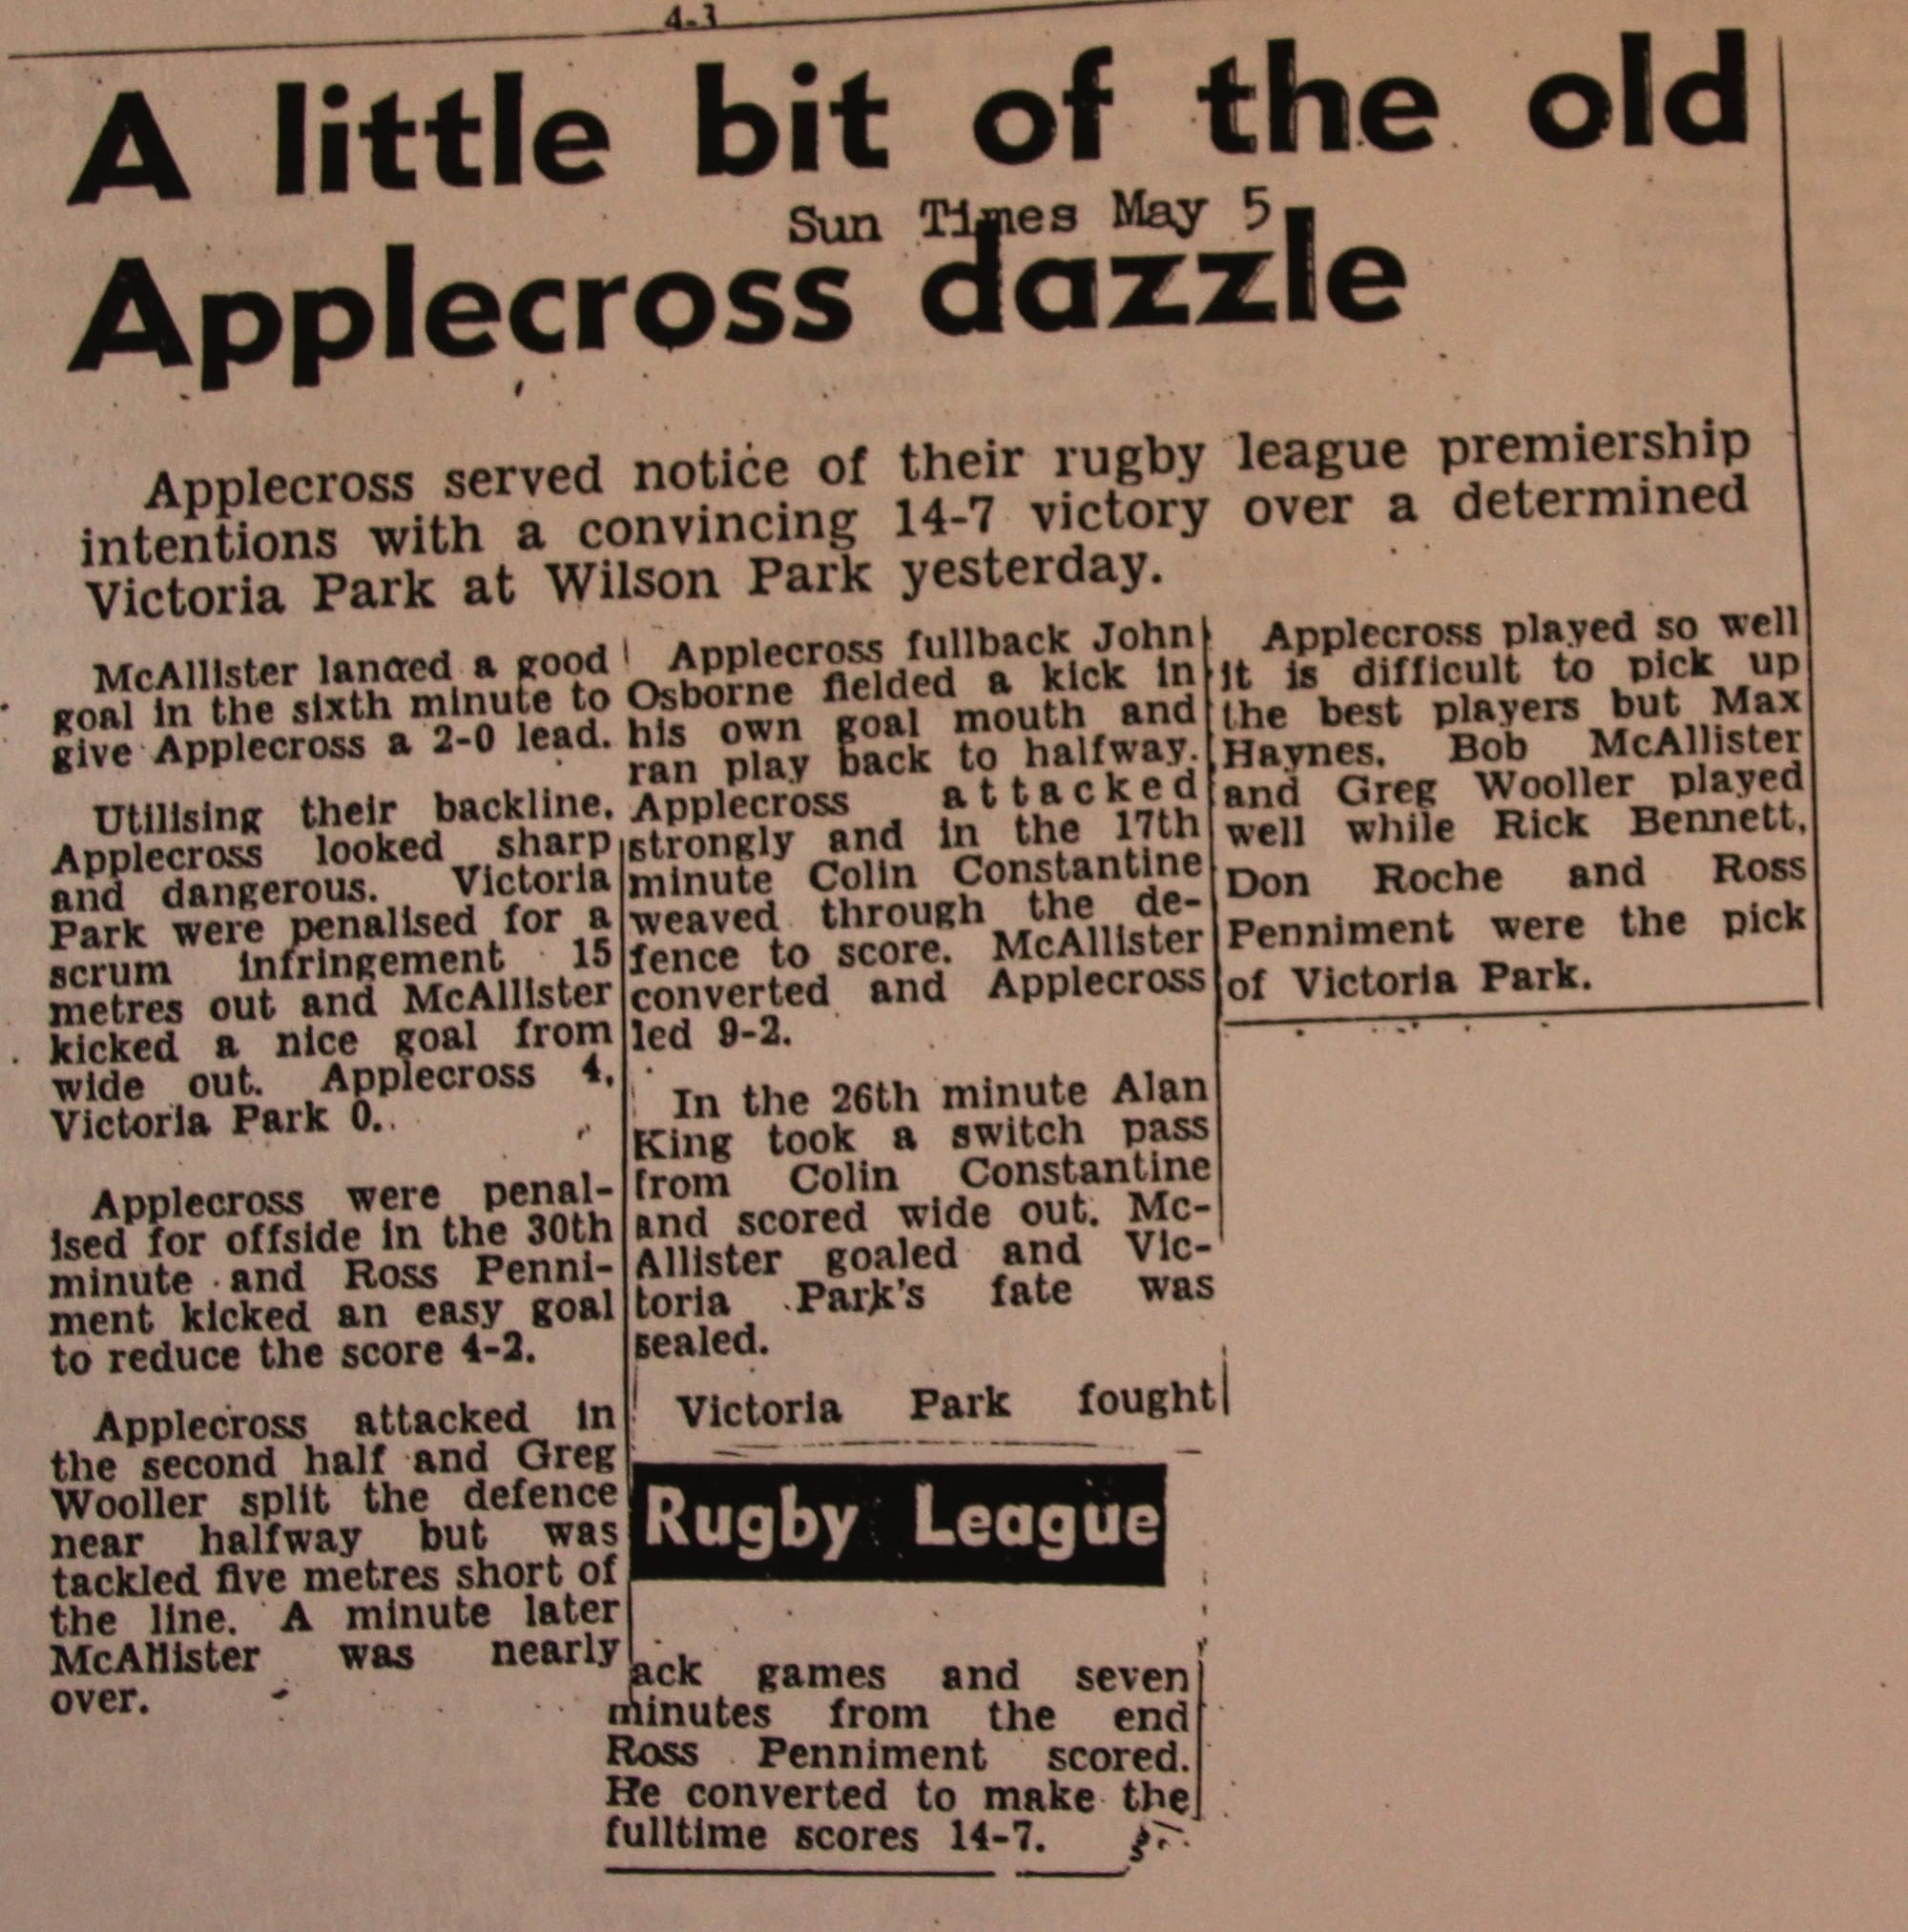 4-3
A little bit of the old
Sun Times May 5
Applecross dazzle
Applecross served notice of their rugby league premiership
intentions with a convincing 14-7 victory over a determined
Victoria Park at Wilson Park yesterday.
McAllister landed a good
goal in the sixth minute to
give Applecross a 2-0 lead.
Utilising their backline,
Applecross looked sharp
and dangerous. Victoria
Park were penalised for a
scrum infringement 15
metres out and McAllister
kicked a nice goal from
wide out. Applecross 4,
Victoria Park 0.
Applecross were penal-
ised for offside in the 30th
minute and Ross Penni-
ment kicked an easy goal
to reduce the score 4-2.
Applecross attacked in
the second half and Greg
Wooller split the defence
near halfway but was
tackled five metres short of
the line. A minute later
McAllister was nearly
over.
Applecross fullback John
Osborne fielded a kick in
his own goal mouth and
ran play back to halfway.
Applecross attacked
strongly and in the 17th
minute Colin Constantine
weaved through the de-
fence to score. McAllister
converted and Applecross
led 9-2.
In the 26th minute Alan
King took a switch pass
from Colin Constantine
and scored wide out. Mc-
Allister goaled and Vic-
toria Park's fate was
sealed.
Victoria Park fought
Rugby League
ack games and seven
minutes from the end
Ross Penniment scored.
He converted to make the
fulltime scores 14-7.
Applecross played so well
it is difficult to pick up
the best players but Max
Haynes, Bob McAllister
and Greg Wooller played
well while Rick Bennett,
Don Roche and Ross
Penniment were the pick
of Victoria Park.